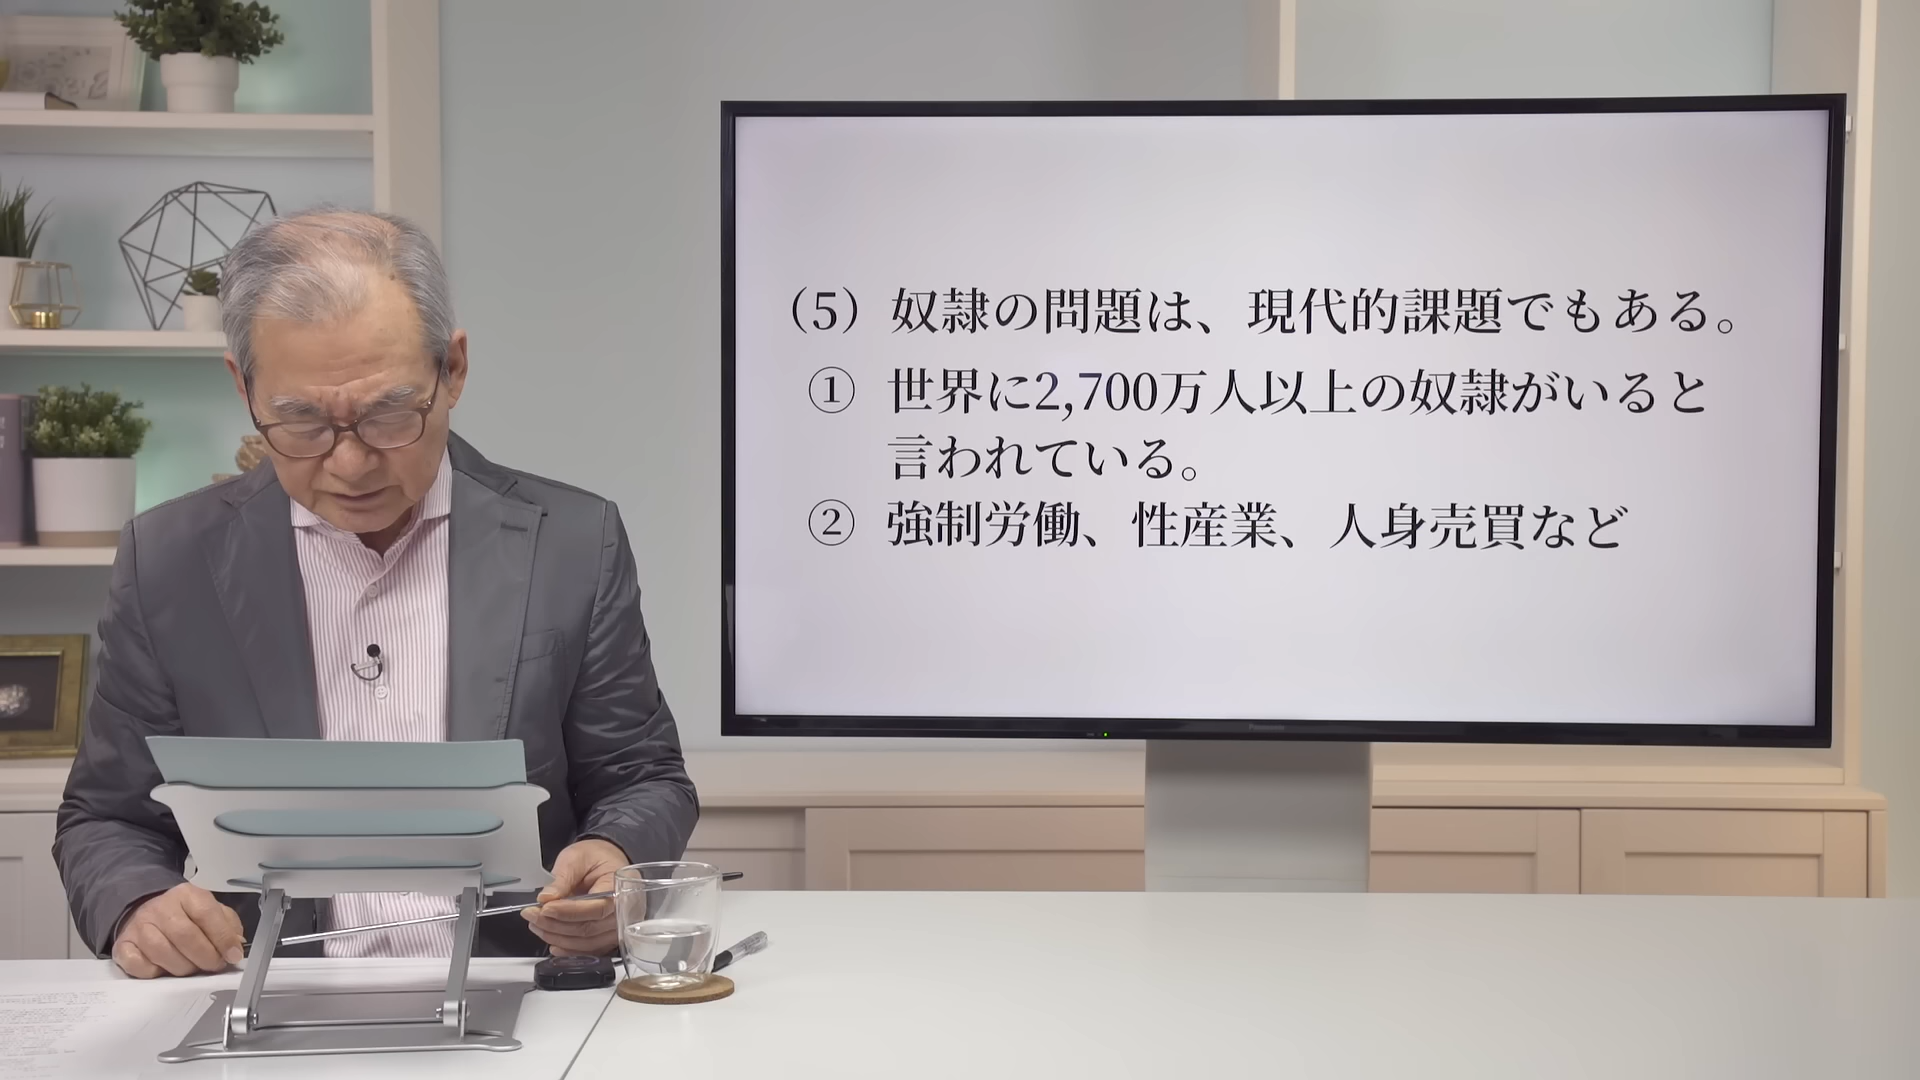 （5）奴隷の問題は、現代的課題でもある。
① 世界に2,700万人以上の奴隷がいると
言われている。
② 強制労働、性産業、人身売買など
Panasonic